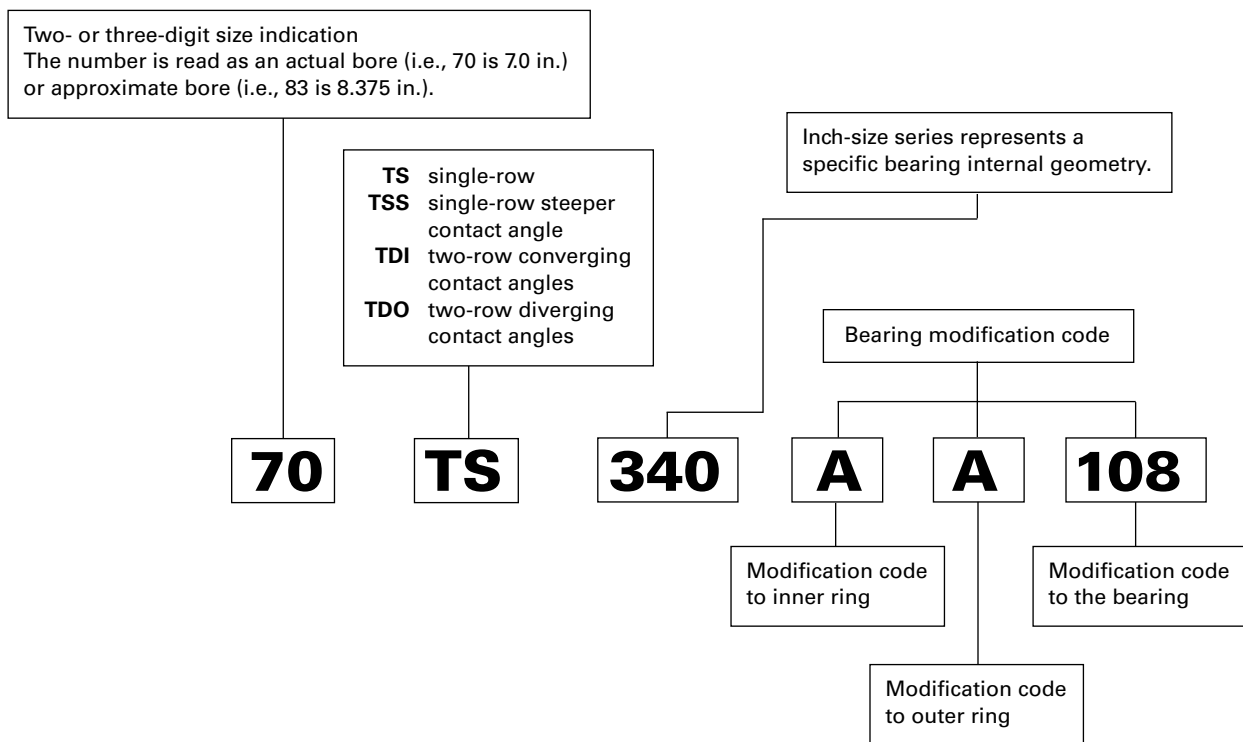 Two- or three-digit size indication
The number is read as an actual bore (i.e., 70 is 7.0 in.)
or approximate bore (i.e., 83 is 8.375 in.).
Inch-size series represents a
specific bearing internal geometry.
TS single-row
TSS single-row steeper
contact angle
TDI two-row converging
contact angles
TDO two-row diverging
contact angles
Bearing modification code
70 TS 340 A A 108
Modification code
to inner ring
Modification code
to the bearing
Modification code
to outer ring